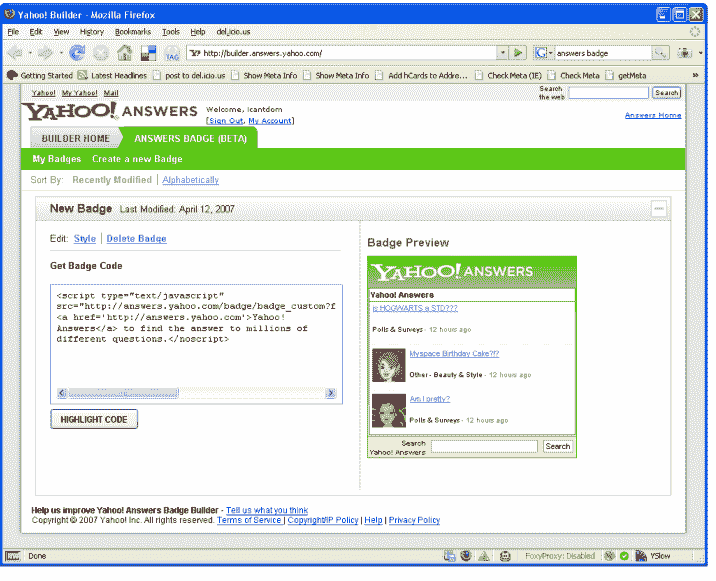 Yahoo! Builder - Mozilla Firefox
File Edit View History Bookmarks Tools Help del.icio.us
http://builder.answers.yahoo.com/ answers badge
Getting Started Latest Headlines post to del.icio.us Show Meta Info Show Meta Info Add hCards to Addre... Check Meta (IE) Check Meta getMeta »
Yahoo! My Yahoo! Mail
Search the web Search
YAHOO! ANSWERS
Welcome, lcantdom
[Sign Out, My Account]
Answers Home
BUILDER HOME ANSWERS BADGE (BETA)
My Badges Create a new Badge
Sort By: Recently Modified | Alphabetically
New Badge Last Modified: April 12, 2007
Edit: Style | Delete Badge
Get Badge Code
<script type="text/javascript"
src="http://answers.yahoo.com/badge/badge_custom?f
<a href='http://answers.yahoo.com'>Yahoo!
Answers</a> to find the answer to millions of
different questions.</noscript>
HIGHLIGHT CODE
Badge Preview
YAHOO! ANSWERS
Yahoo! Answers
is HOGWARTS a STD???
Polls & Surveys - 12 hours ago
Myspace Birthday Cake?!?
Other - Beauty & Style - 12 hours ago
Am I pretty?
Polls & Surveys - 12 hours ago
Search
Yahoo! Answers Search
Help us improve Yahoo! Answers Badge Builder - Tell us what you think
Copyright © 2007 Yahoo! Inc. All rights reserved. Terms of Service | Copyright/IP Policy | Help | Privacy Policy
Done FoxyProxy: Disabled YSlow